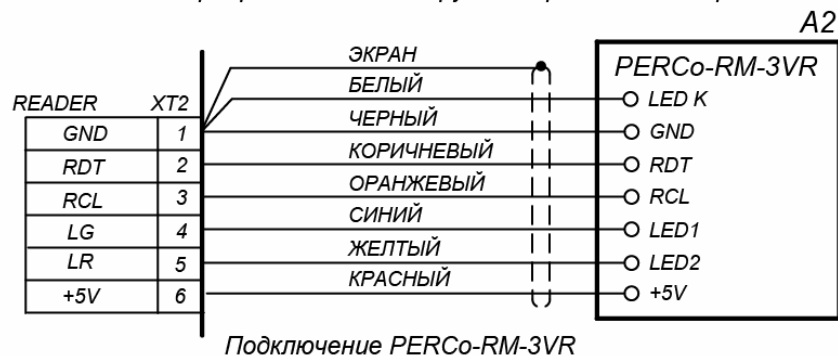 A2
ЭКРАН
PERCo-RM-3VR
БЕЛЫЙ
LED K
READER XT2
ЧЕРНЫЙ
GND 1
GND
КОРИЧНЕВЫЙ
RDT 2
RDT
ОРАНЖЕВЫЙ
RCL 3
RCL
СИНИЙ
LG 4
LED1
ЖЕЛТЫЙ
LR 5
LED2
КРАСНЫЙ
+5V 6
+5V
Подключение PERCo-RM-3VR